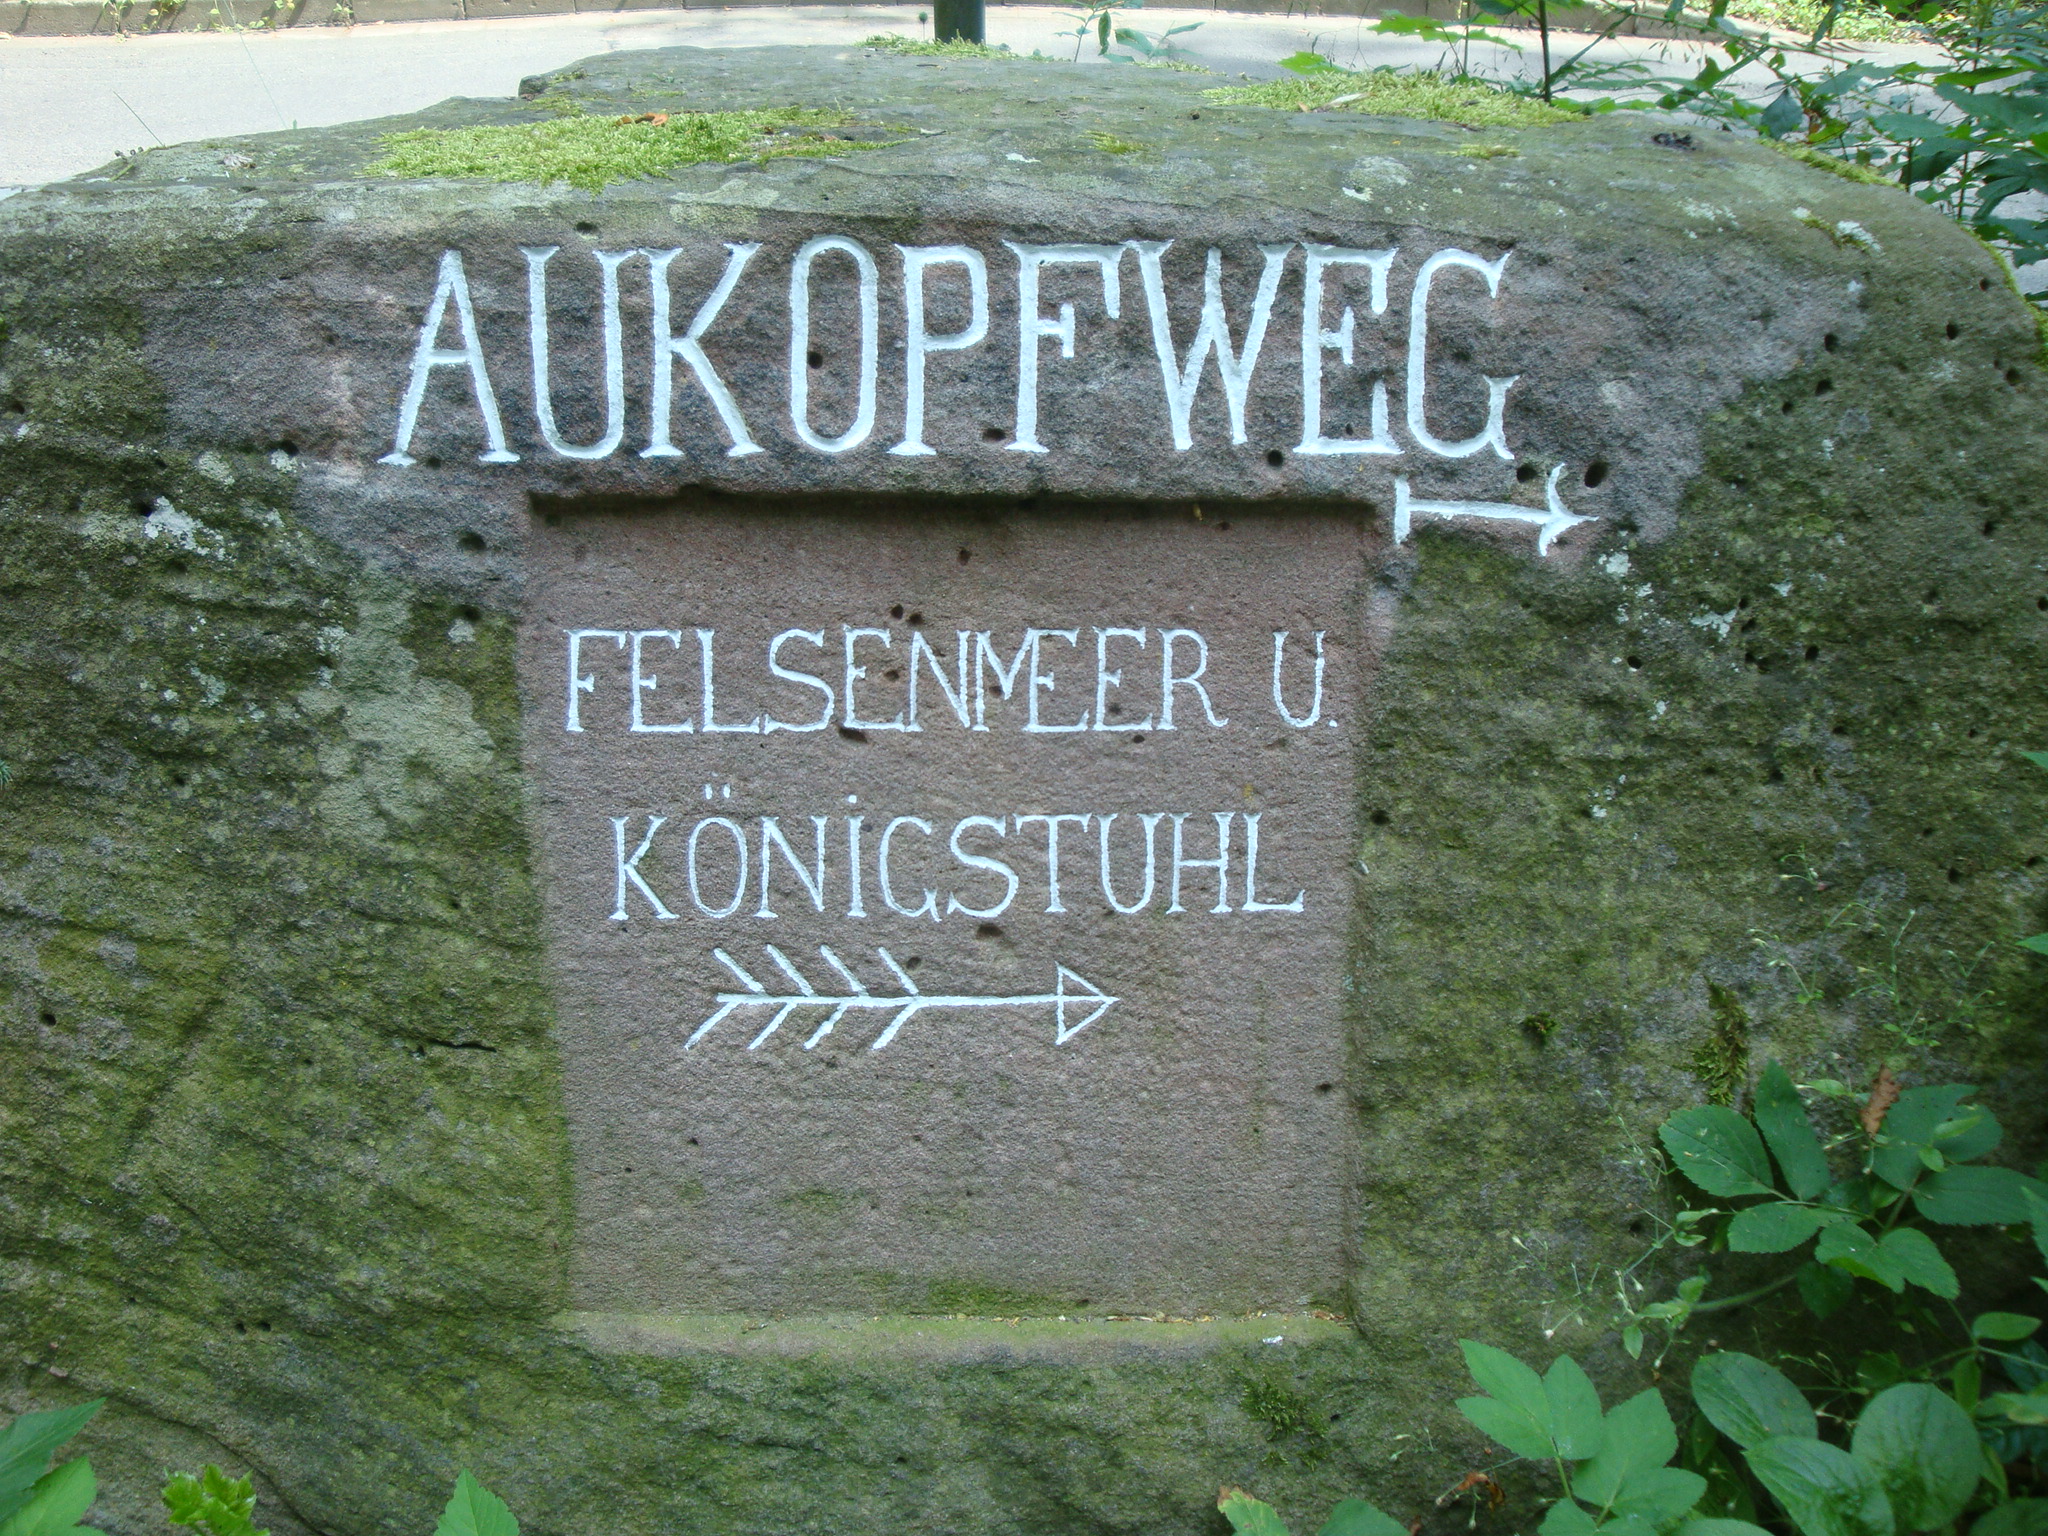 AUKOPFWEG
FELSENMEER U.
KÖNIGSTUHL